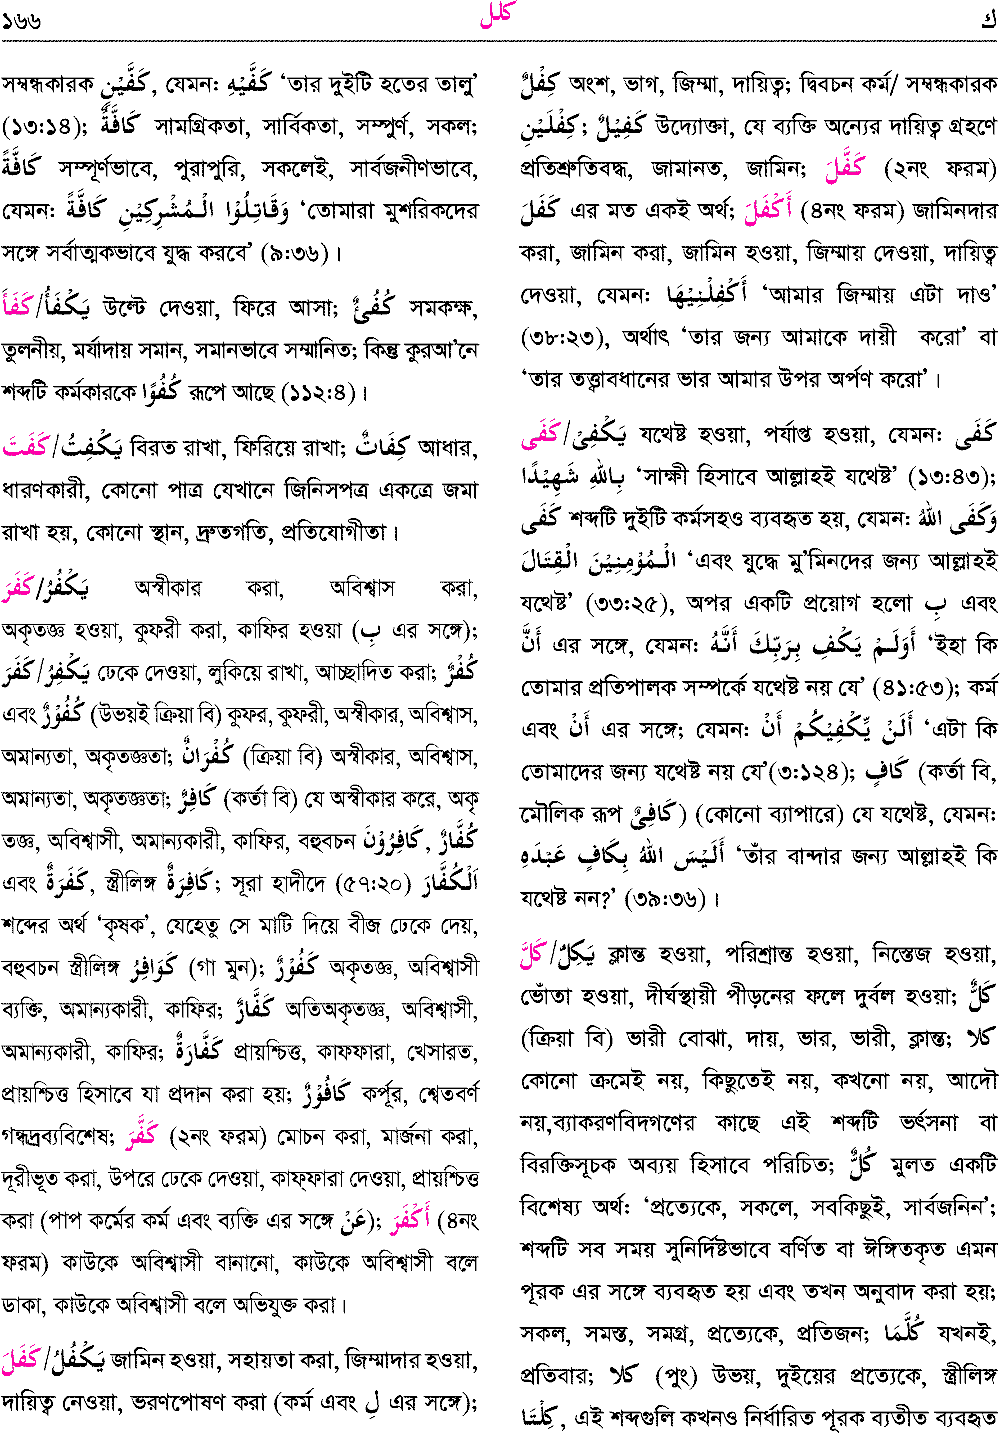 ১৬৬ كلل ك
সম্বন্ধকারক كَفَّيْنِ, যেমন: كَفَّيْهِ ‘তার দুইটি হতের তালু’
(১৩:১৪); كَافَّةٌ সামগ্রিকতা, সার্বিকতা, সম্পুর্ণ, সকল;
كَافَّةً সম্পূর্ণভাবে, পুরাপুরি, সকলেই, সার্বজনীণভাবে,
যেমন: وَقَاتِلُوْا الْمُشْرِكِيْنِ كَافَّةً ‘তোমারা মুশরিকদের
সঙ্গে সর্বাত্মকভাবে যুদ্ধ করবে’ (৯:৩৬)।
كَفَأَ/يَكْفَأُ উল্টে দেওয়া, ফিরে আসা; كُفُئٌ সমকক্ষ,
তুলনীয়, মর্যাদায় সমান, সমানভাবে সম্মানিত; কিন্তু কুরআ’নে
শব্দটি কর্মকারকে كُفُوًا রূপে আছে (১১২:৪)।
كَفَتَ/يَكْفِتُ বিরত রাখা, ফিরিয়ে রাখা; كِفَاتٌ আধার,
ধারণকারী, কোনো পাত্র যেখানে জিনিসপত্র একত্রে জমা
রাখা হয়, কোনো স্থান, দ্রুতগতি, প্রতিযোগীতা।
كَفَرَ/يَكْفُرُ অস্বীকার করা, অবিশ্বাস করা,
অকৃতজ্ঞ হওয়া, কুফরী করা, কাফির হওয়া (بِ এর সঙ্গে);
كَفَرَ/يَكْفِرُ ঢেকে দেওয়া, লুকিয়ে রাখা, আচ্ছাদিত করা; كُفْرٌ
এবং كُفُوْرٌ (উভয়ই ক্রিয়া বি) কুফর, কুফরী, অস্বীকার, অবিশ্বাস,
অমান্যতা, অকৃতজ্ঞতা; كُفْرَانٌ (ক্রিয়া বি) অস্বীকার, অবিশ্বাস,
অমান্যতা, অকৃতজ্ঞতা; كَافِرٌ (কর্তা বি) যে অস্বীকার করে, অকৃ
তজ্ঞ, অবিশ্বাসী, অমান্যকারী, কাফির, বহুবচন كُفَّارٌ, كَافِرُوْنَ
এবং كَفَرَةٌ, স্ত্রীলিঙ্গ كَافِرَةٌ; সূরা হাদীদে (৫৭:২০) اَلْكُفَّارَ
শব্দের অর্থ ‘কৃষক’, যেহেতু সে মাটি দিয়ে বীজ ঢেকে দেয়,
বহুবচন স্ত্রীলিঙ্গ كَوَافِرُ (গা মুন); كَفُوْرٌ অকৃতজ্ঞ, অবিশ্বাসী
ব্যক্তি, অমান্যকারী, কাফির; كَفَّارٌ অতিঅকৃতজ্ঞ, অবিশ্বাসী,
অমান্যকারী, কাফির; كَفَّارَةٌ প্রায়শ্চিত্ত, কাফফারা, খেসারত,
প্রায়শ্চিত্ত হিসাবে যা প্রদান করা হয়; كَافُوْرٌ কর্পূর, শ্বেতবর্ণ
গন্ধদ্রব্যবিশেষ; كَفَّرَ (২নং ফরম) মোচন করা, মার্জনা করা,
দূরীভূত করা, উপরে ঢেকে দেওয়া, কাফ্ফারা দেওয়া, প্রায়শ্চিত্ত
করা (পাপ কর্মের কর্ম এবং ব্যক্তি এর সঙ্গে عَنْ); أَكْفَرَ (৪নং
ফরম) কাউকে অবিশ্বাসী বানানো, কাউকে অবিশ্বাসী বলে
ডাকা, কাউকে অবিশ্বাসী বলে অভিযুক্ত করা।
كَفَلَ/يَكْفُلُ জামিন হওয়া, সহায়তা করা, জিম্মাদার হওয়া,
দায়িত্ব নেওয়া, ভরণপোষণ করা (কর্ম এবং لِ এর সঙ্গে);
كِفْلٌ অংশ, ভাগ, জিম্মা, দায়িত্ব; দ্বিবচন কর্ম/ সম্বন্ধকারক
كِفْلَيْنِ; كَفِيْلٌ উদ্যোক্তা, যে ব্যক্তি অন্যের দায়িত্ব গ্রহণে
প্রতিশ্রুতিবদ্ধ, জামানত, জামিন; كَفَّلَ (২নং ফরম)
كَفَلَ এর মত একই অর্থ; أَكْفَلَ (৪নং ফরম) জামিনদার
করা, জামিন করা, জামিন হওয়া, জিম্মায় দেওয়া, দায়িত্ব
দেওয়া, যেমন: أَكْفِلْنِيْهَا ‘আমার জিম্মায় এটা দাও’
(৩৮:২৩), অর্থাৎ ‘তার জন্য আমাকে দায়ী করো’ বা
‘তার তত্ত্বাবধানের ভার আমার উপর অর্পণ করো’।
كَفَى/يَكْفِيْ যথেষ্ট হওয়া, পর্যাপ্ত হওয়া, যেমন: كَفَى
بِاللهِ شَهِيْدًا ‘সাক্ষী হিসাবে আল্লাহই যথেষ্ট’ (১৩:৪৩);
كَفَى শব্দটি দুইটি কর্মসহও ব্যবহৃত হয়, যেমন: وَكَفَى اللهُ
الْمُؤْمِنِيْنَ الْقِتَالَ ‘এবং যুদ্ধে মু’মিনদের জন্য আল্লাহই
যথেষ্ট’ (৩৩:২৫), অপর একটি প্রয়োগ হলো بِ এবং
أَنَّ এর সঙ্গে, যেমন: أَوَلَمْ يَكْفِ بِرَبِّكَ أَنَّهُ ‘ইহা কি
তোমার প্রতিপালক সম্পর্কে যথেষ্ট নয় যে’ (৪১:৫৩); কর্ম
এবং أَنْ এর সঙ্গে; যেমন: أَلَنْ يَّكْفِيَكُمْ أَنْ ‘এটা কি
তোমাদের জন্য যথেষ্ট নয় যে’(৩:১২৪); كَافٍ (কর্তা বি,
মৌলিক রূপ كَافِيٌ) (কোনো ব্যাপারে) যে যথেষ্ট, যেমন:
أَلَيْسَ اللهُ بِكَافٍ عَبْدَهِ ‘তাঁর বান্দার জন্য আল্লাহই কি
যথেষ্ট নন?’ (৩৯:৩৬)।
كَلَّ/يَكِلُ ক্লান্ত হওয়া, পরিশ্রান্ত হওয়া, নিস্তেজ হওয়া,
ভোঁতা হওয়া, দীর্ঘস্থায়ী পীড়নের ফলে দুর্বল হওয়া; كَلٌّ
(ক্রিয়া বি) ভারী বোঝা, দায়, ভার, ভারী, ক্লান্ত; كلا
কোনো ক্রমেই নয়, কিছুতেই নয়, কখনো নয়, আদৌ
নয়,ব্যাকরণবিদগণের কাছে এই শব্দটি ভর্ৎসনা বা
বিরক্তিসূচক অব্যয় হিসাবে পরিচিত; كُلٌّ মুলত একটি
বিশেষ্য অর্থ: ‘প্রত্যেকে, সকলে, সবকিছুই, সার্বজনিন’;
শব্দটি সব সময় সুনির্দিষ্টভাবে বর্ণিত বা ঈঙ্গিতকৃত এমন
পূরক এর সঙ্গে ব্যবহৃত হয় এবং তখন অনুবাদ করা হয়;
সকল, সমস্ত, সমগ্র, প্রত্যেকে, প্রতিজন; كُلَّمَا যখনই,
প্রতিবার; كلا (পুং) উভয়, দুইয়ের প্রত্যেকে, স্ত্রীলিঙ্গ
كِلْتَا, এই শব্দগুলি কখনও নির্ধারিত পূরক ব্যতীত ব্যবহৃত